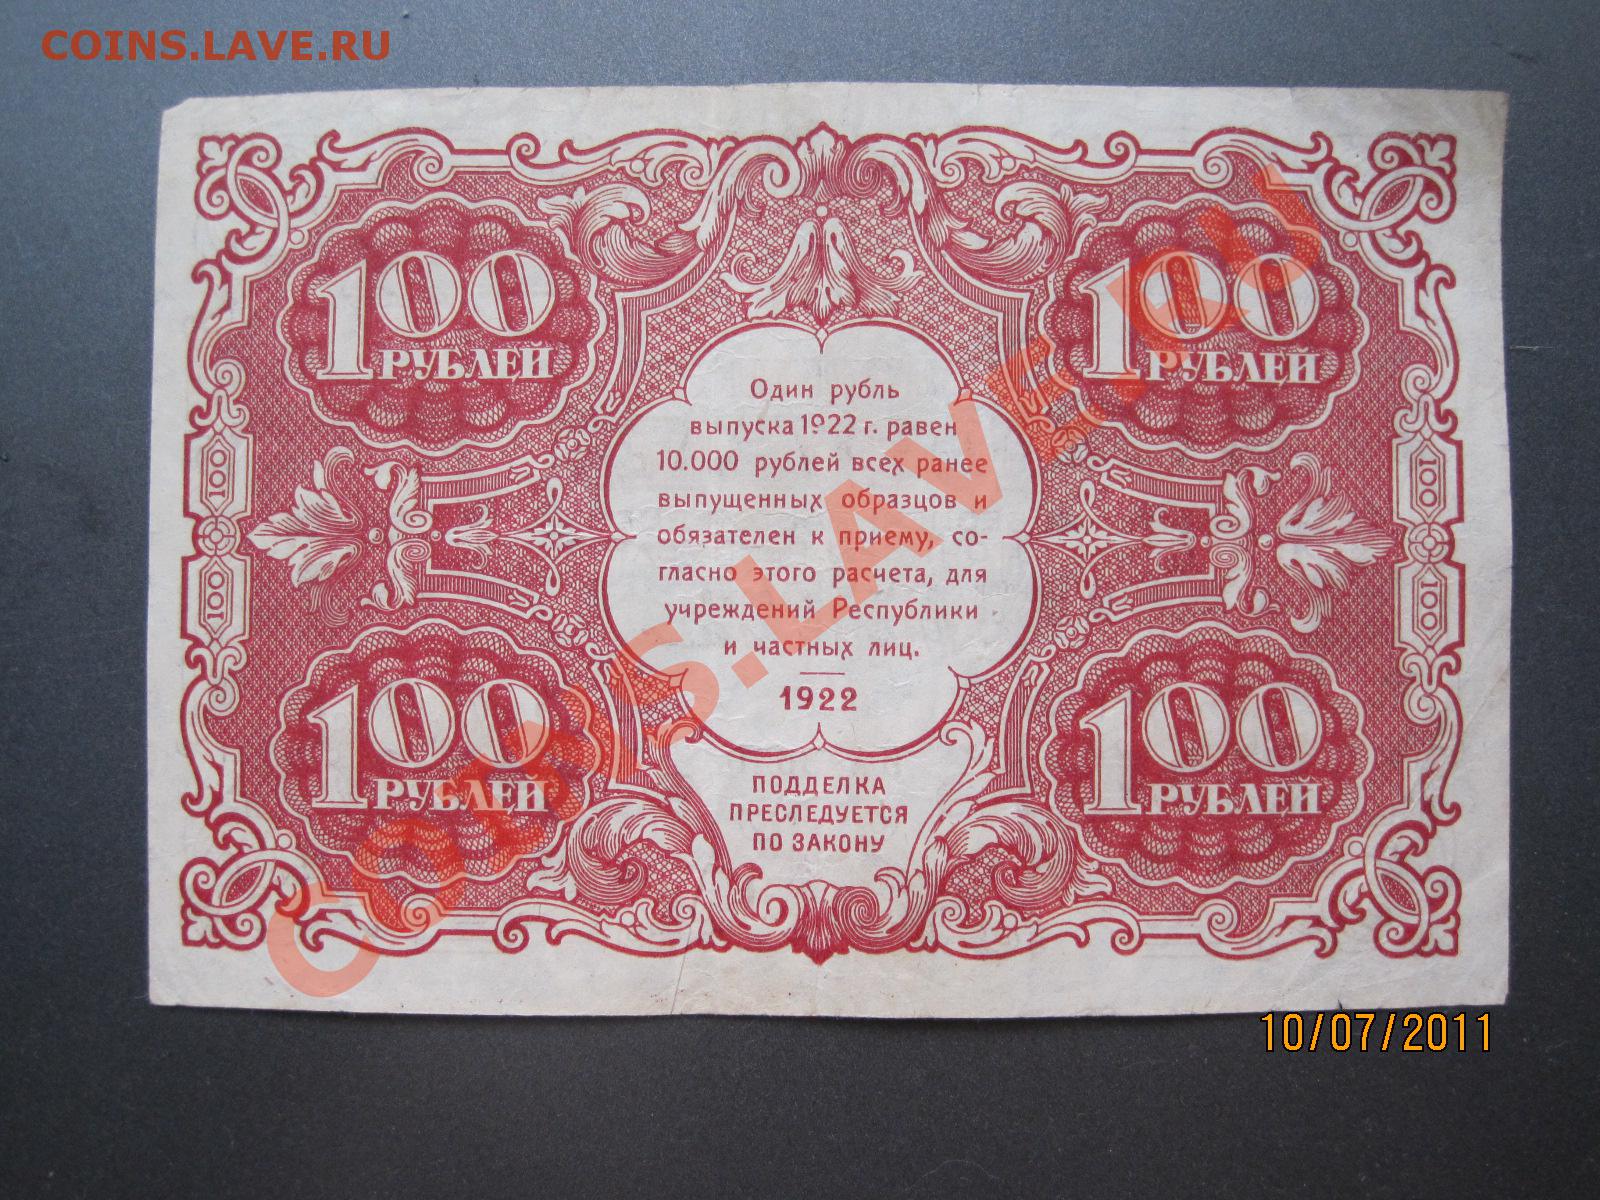 COINS.LAVE.RU
100 100
РУБЛЕЙ РУБЛЕЙ
Один рубль
выпуска 1922 г. равен
10.000 рублей всех ранее
выпущенных образцов и
обязателен к приему, со-
гласно этого расчета, для
учреждений Республики
и частных лиц.
1922
100 100
100 100
100 100
РУБЛЕЙ РУБЛЕЙ
ПОДДЕЛКА
ПРЕСЛЕДУЕТСЯ
ПО ЗАКОНУ
COINS.LAVE.RU
10/07/2011